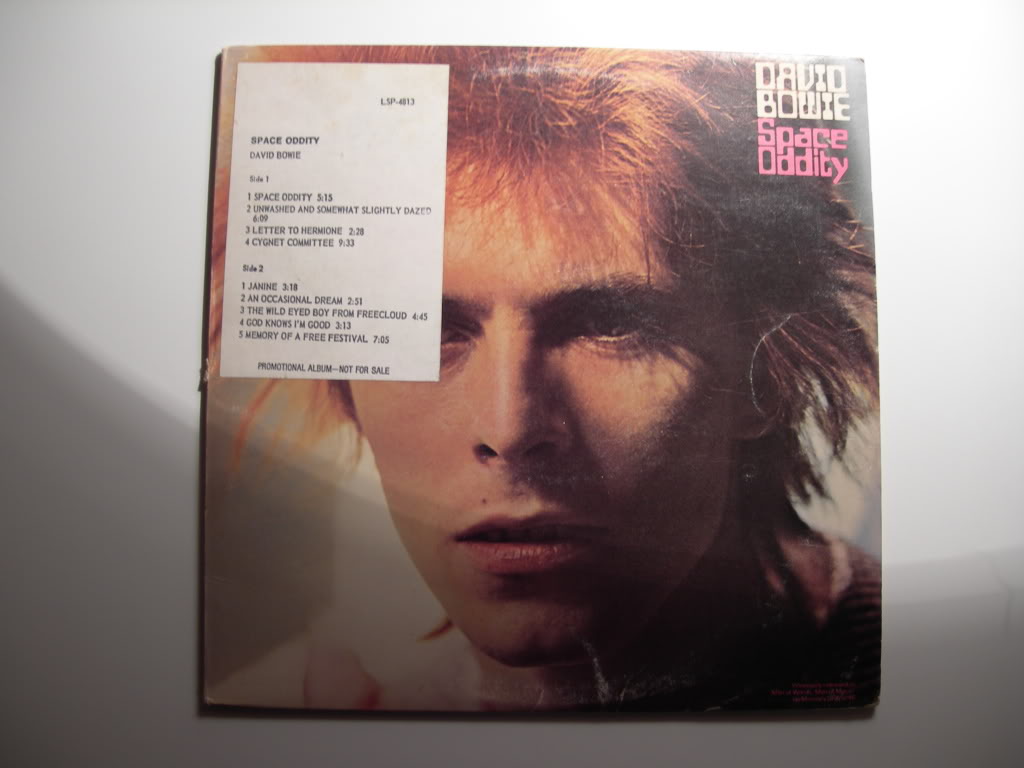 LSP-4813
SPACE ODDITY
DAVID BOWIE
Side 1
1 SPACE ODDITY 5:15
2 UNWASHED AND SOMEWHAT SLIGHTLY DAZED
6:09
3 LETTER TO HERMIONE 2:28
4 CYGNET COMMITTEE 9:33
Side 2
1 JANINE 3:18
2 AN OCCASIONAL DREAM 2:51
3 THE WILD EYED BOY FROM FREECLOUD 4:45
4 GOD KNOWS I'M GOOD 3:13
5 MEMORY OF A FREE FESTIVAL 7:05
PROMOTIONAL ALBUM—NOT FOR SALE
DAVID
BOWIE
Space
Oddity